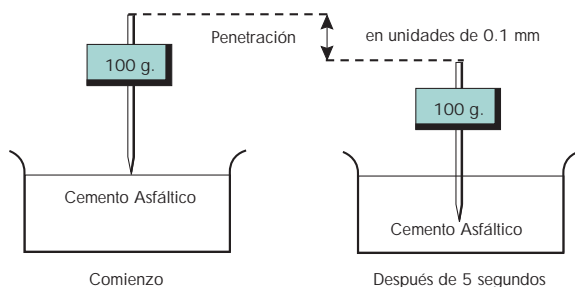 Penetración
en unidades de 0.1 mm
100 g.
100 g.
Cemento Asfáltico
Cemento Asfáltico
Comienzo
Después de 5 segundos